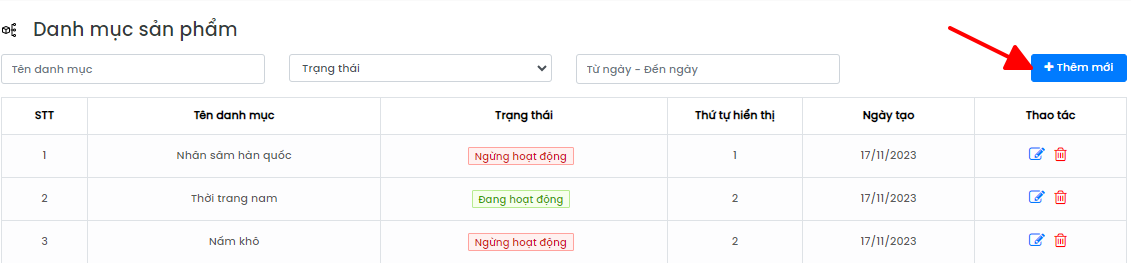 Danh mục sản phẩm
Tên danh mục Trạng thái Từ ngày - Đến ngày + Thêm mới
STT Tên danh mục Trạng thái Thứ tự hiển thị Ngày tạo Thao tác
1 Nhân sâm hàn quốc Ngừng hoạt động 1 17/11/2023
2 Thời trang nam Đang hoạt động 2 17/11/2023
3 Nấm khô Ngừng hoạt động 2 17/11/2023